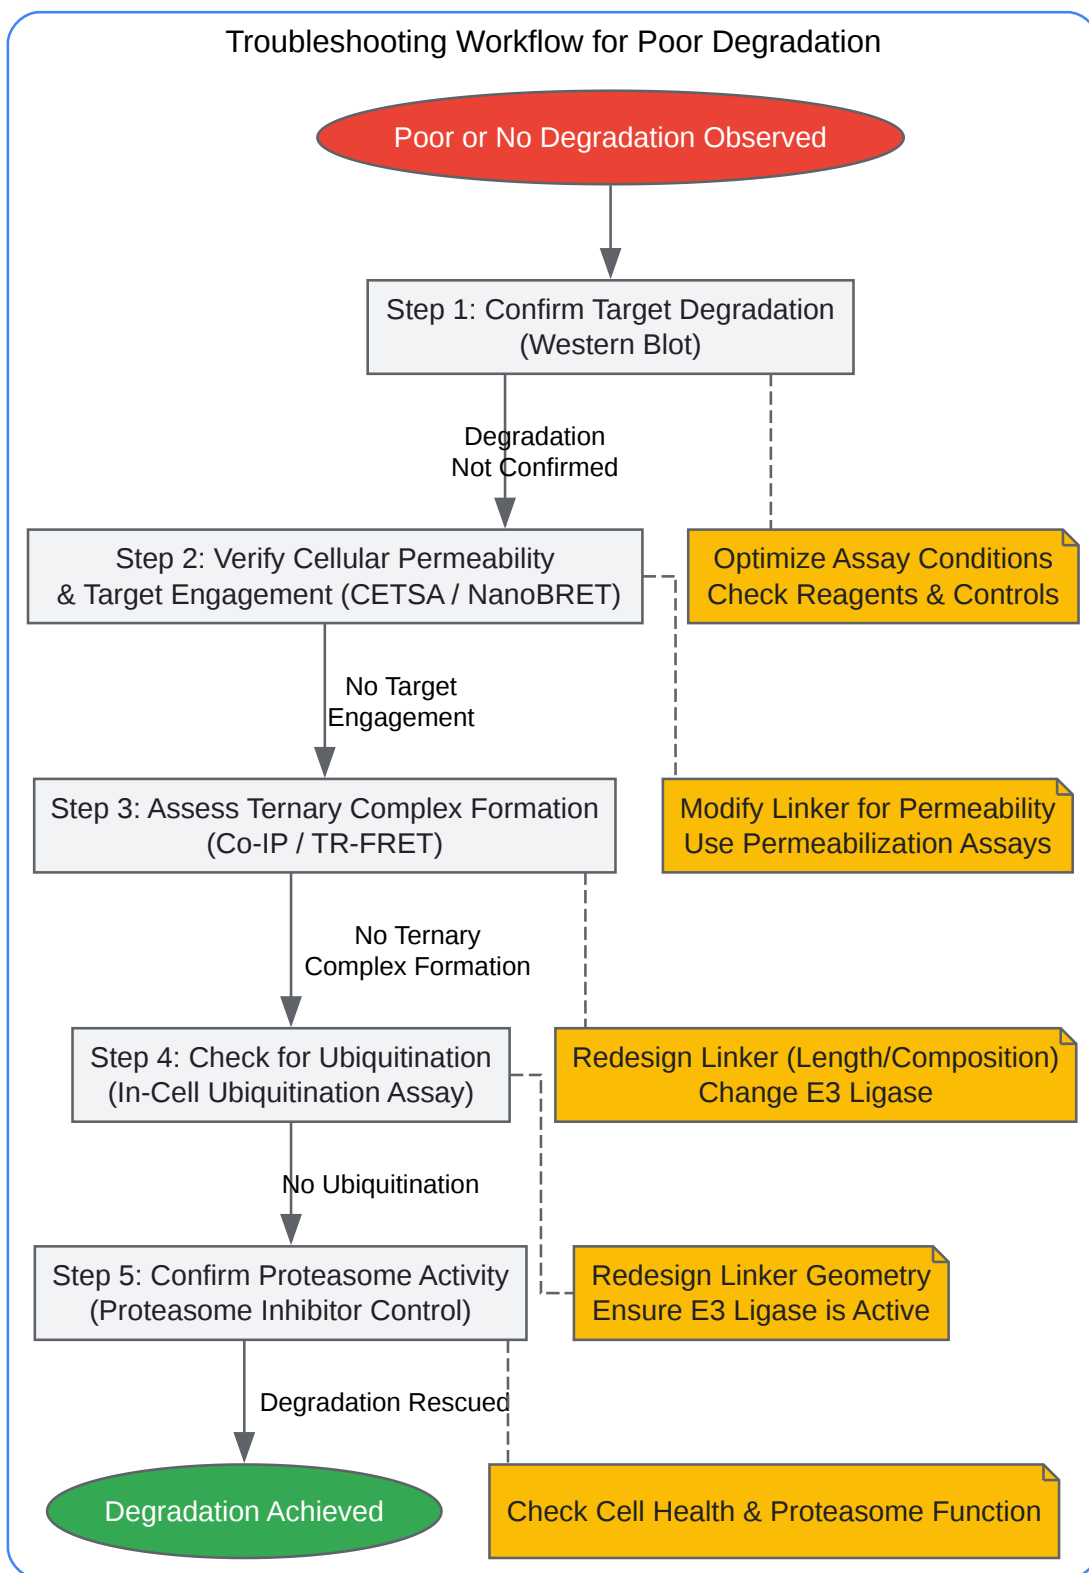 Troubleshooting Workflow for Poor Degradation
Poor or No Degradation Observed
Step 1: Confirm Target Degradation
(Western Blot)
Degradation
Not Confirmed
Step 2: Verify Cellular Permeability
& Target Engagement (CETSA / NanoBRET)
Optimize Assay Conditions
Check Reagents & Controls
No Target
Engagement
Step 3: Assess Ternary Complex Formation
(Co-IP / TR-FRET)
Modify Linker for Permeability
Use Permeabilization Assays
No Ternary
Complex Formation
Step 4: Check for Ubiquitination
(In-Cell Ubiquitination Assay)
Redesign Linker (Length/Composition)
Change E3 Ligase
No Ubiquitination
Step 5: Confirm Proteasome Activity
(Proteasome Inhibitor Control)
Redesign Linker Geometry
Ensure E3 Ligase is Active
Degradation Rescued
Degradation Achieved
Check Cell Health & Proteasome Function